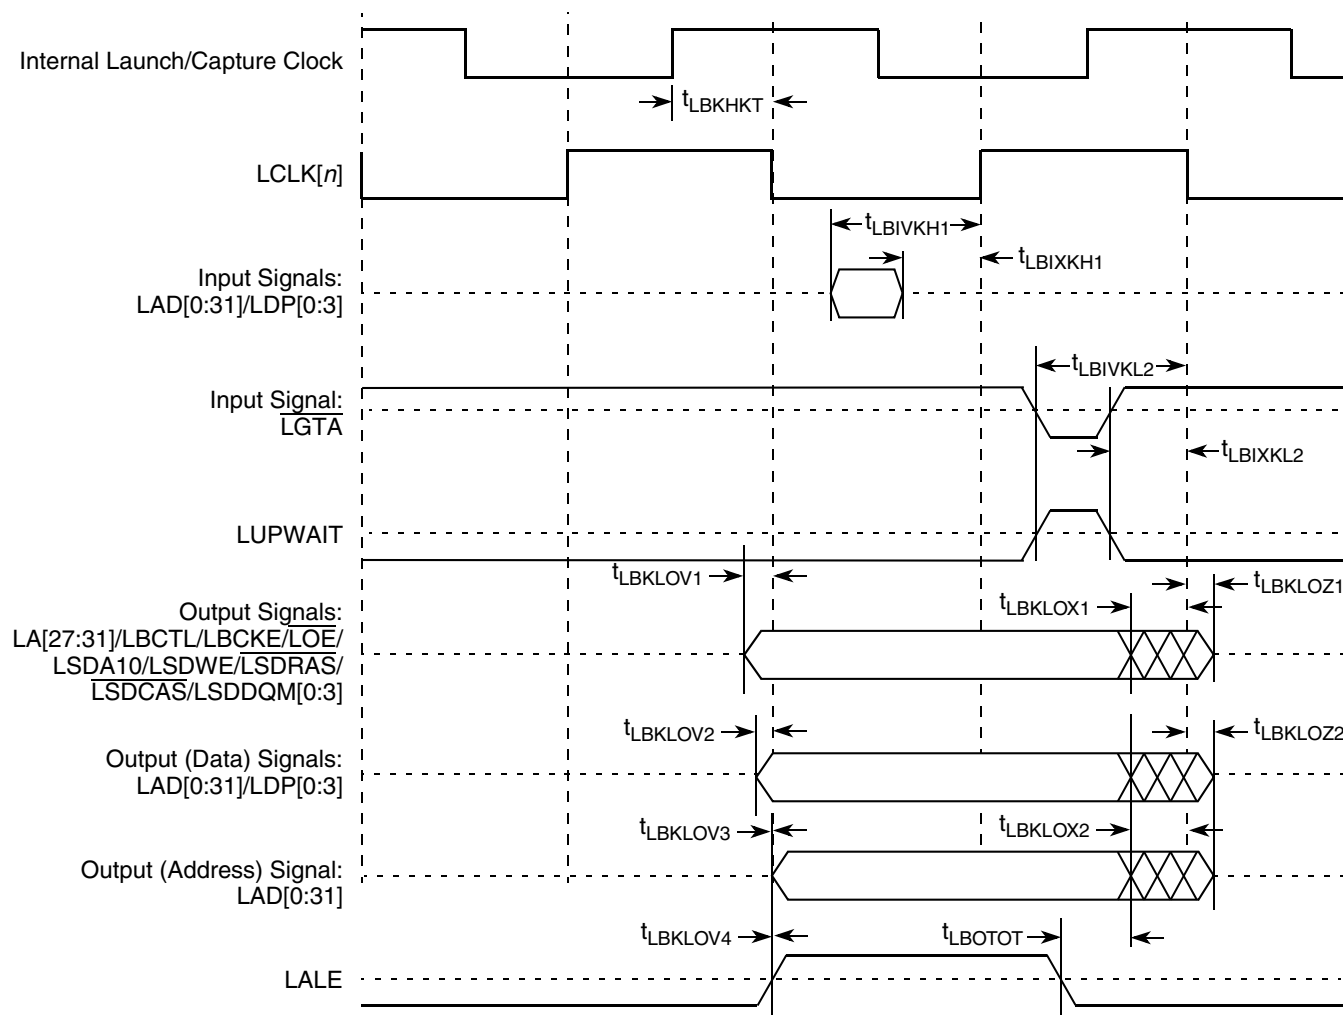 Internal Launch/Capture Clock
tLBKHKT
LCLK[n]
tLBIVKH1
tLBIXKH1
Input Signals:
LAD[0:31]/LDP[0:3]
tLBIVKL2
Input Signal:
LGTA
tLBIXKL2
LUPWAIT
tLBKLOV1
tLBKLOZ1
tLBKLOX1
Output Signals:
LA[27:31]/LBCTL/LBCKE/LOE/
LSDA10/LSDWE/LSDRAS/
LSDCAS/LSDDQM[0:3]
tLBKLOV2
tLBKLOZ2
Output (Data) Signals:
LAD[0:31]/LDP[0:3]
tLBKLOV3
tLBKLOX2
Output (Address) Signal:
LAD[0:31]
tLBKLOV4
tLBOTOT
LALE